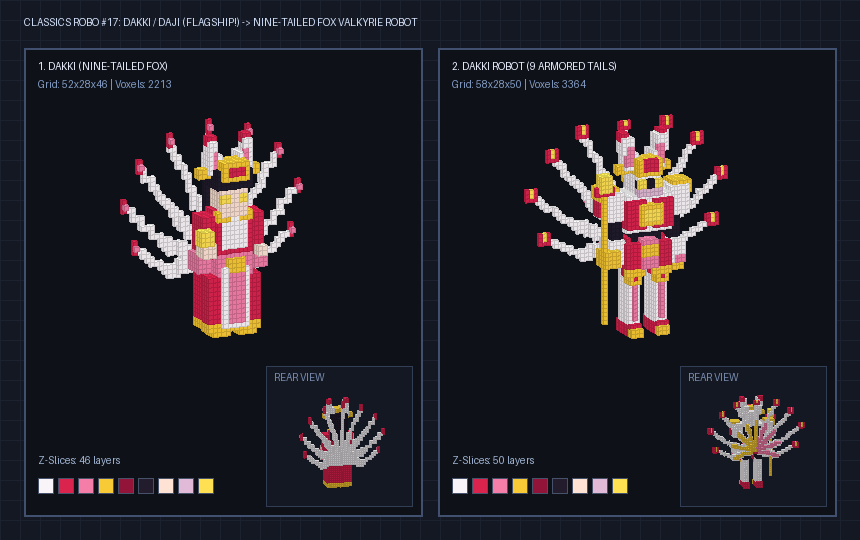 CLASSICS ROBO #17: DAKKI / DAJI (FLAGSHIP!) -> NINE-TAILED FOX VALKYRIE ROBOT
1. DAKKI (NINE-TAILED FOX)
Grid: 52x28x46 | Voxels: 2213
REAR VIEW
Z-Slices: 46 layers
2. DAKKI ROBOT (9 ARMORED TAILS)
Grid: 58x28x50 | Voxels: 3364
REAR VIEW
Z-Slices: 50 layers